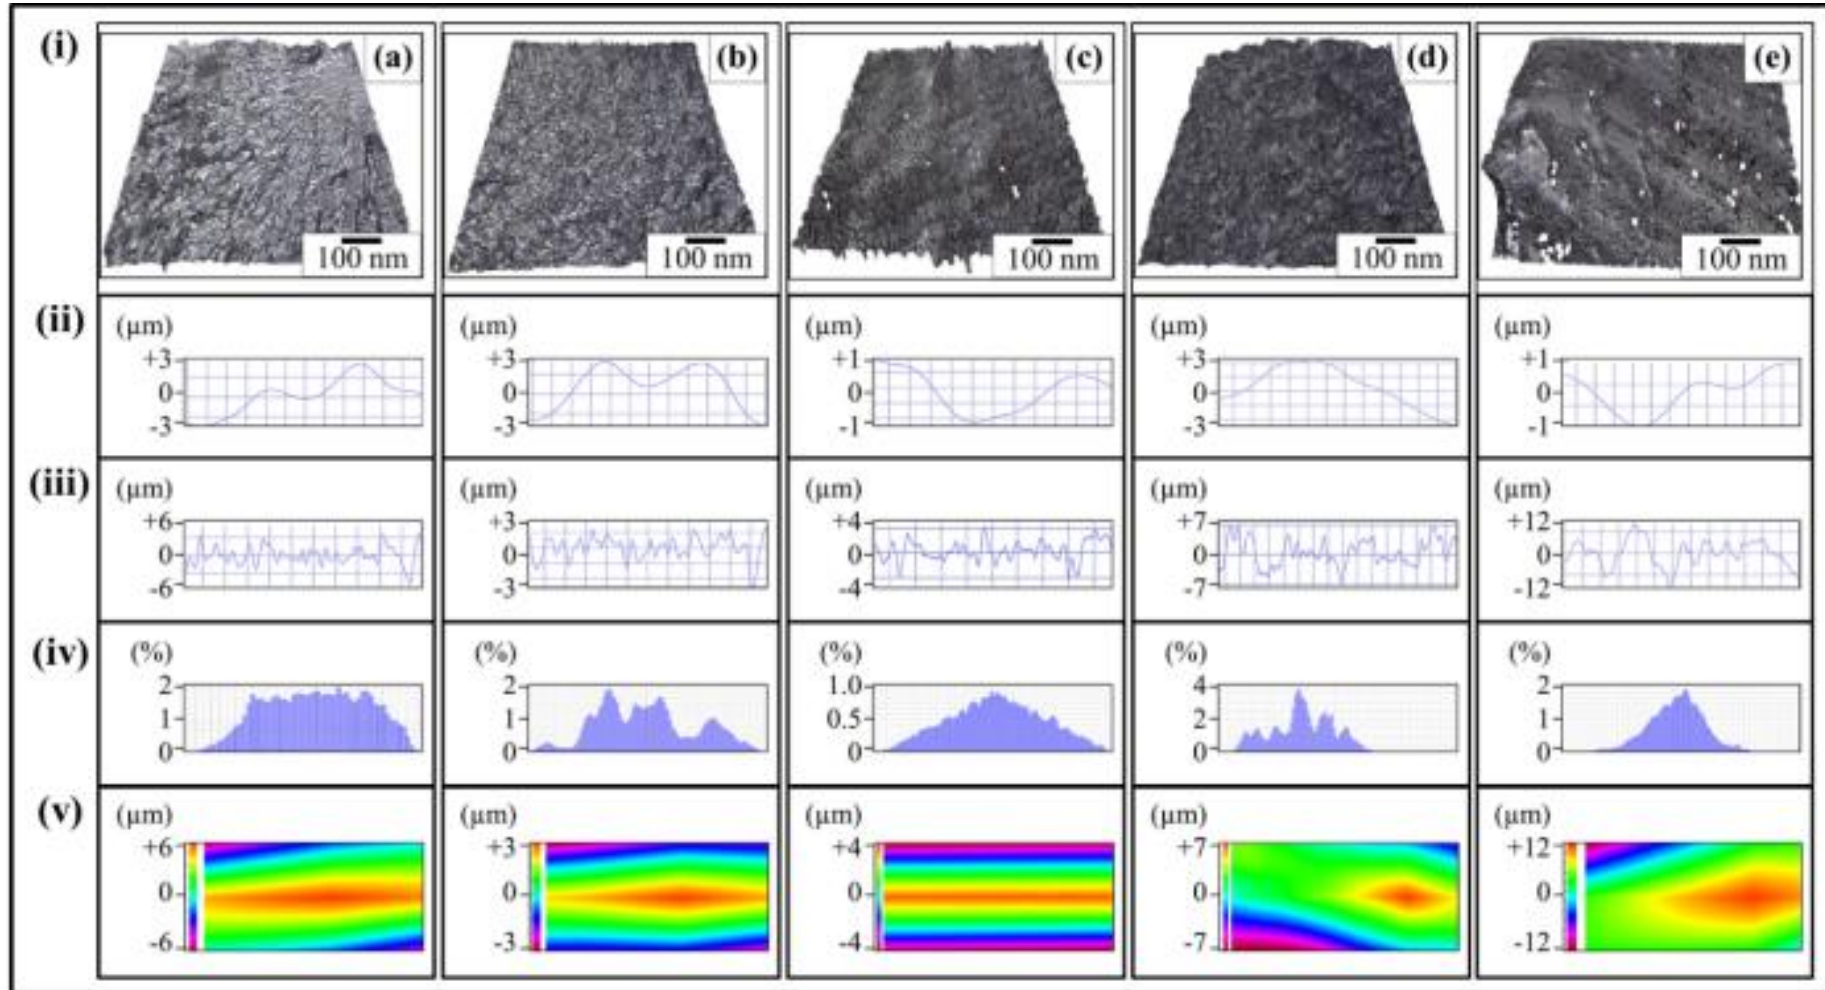 (i) (a) (b) (c) (d) (e)
100 nm 100 nm 100 nm 100 nm 100 nm
(ii) (µm) (µm) (µm) (µm) (µm)
+3 +3 +1 +3 +1
0 0 0 0 0
-3 -3 -1 -3 -1
(iii) (µm) (µm) (µm) (µm) (µm)
+6 +3 +4 +7 +12
0 0 0 0 0
-6 -3 -4 -7 -12
(iv) (%) (%) (%) (%) (%)
2 2 1.0 4 2
1 1 0.5 2 1
0 0 0 0 0
(v) (µm) (µm) (µm) (µm) (µm)
+6 +3 +4 +7 +12
0 0 0 0 0
-6 -3 -4 -7 -12